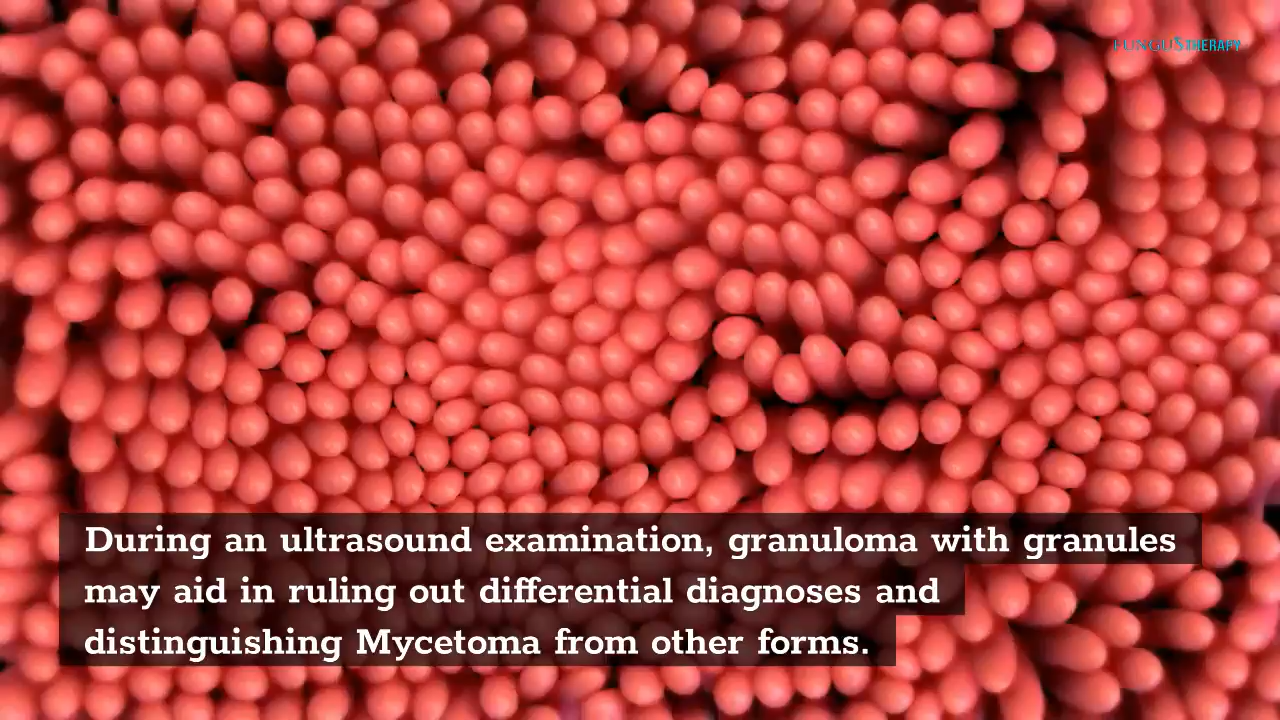 FUNGUSTHERAPY
During an ultrasound examination, granuloma with granules
may aid in ruling out differential diagnoses and
distinguishing Mycetoma from other forms.